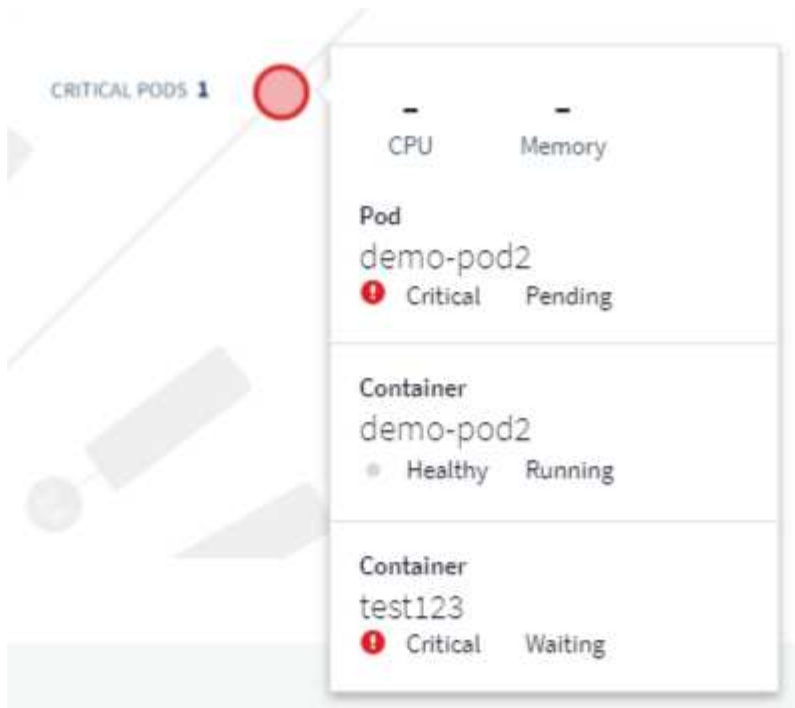 CRITICAL PODS 1
- -
CPU Memory
Pod
demo-pod2
Critical Pending
Container
demo-pod2
Healthy Running
Container
test123
Critical Waiting